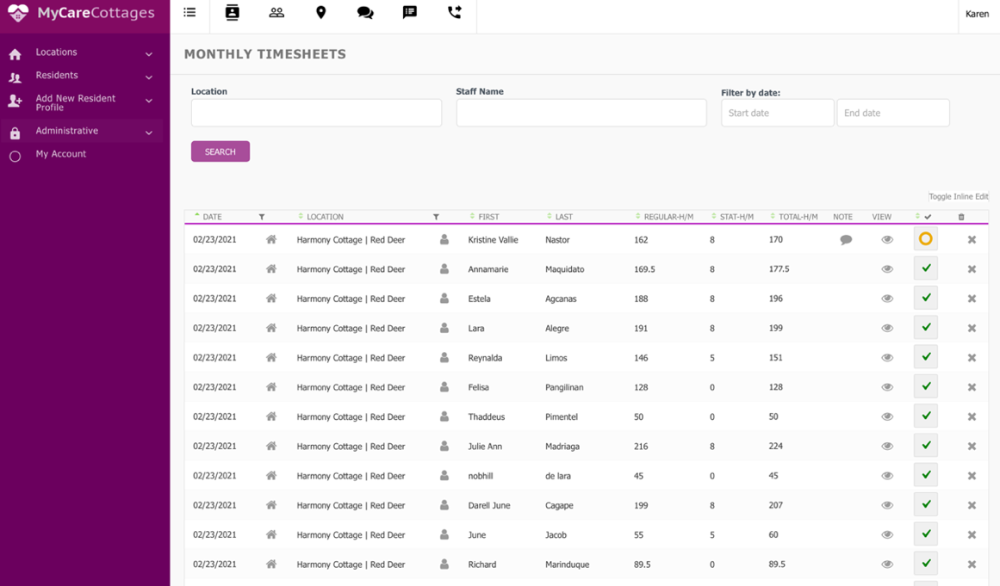 MyCareCottages
Karen
Locations
Residents
Add New Resident
Profile
Administrative
My Account
MONTHLY TIMESHEETS
Location Staff Name Filter by date:
Start date End date
SEARCH
Toggle Inline Edit
DATE LOCATION FIRST LAST REGULAR-H/M STAT-H/M TOTAL-H/M NOTE VIEW
02/23/2021 Harmony Cottage | Red Deer Kristine Vallie Nastor 162 8 170
02/23/2021 Harmony Cottage | Red Deer Annamarie Maquidato 169.5 8 177.5
02/23/2021 Harmony Cottage | Red Deer Estela Agcanas 188 8 196
02/23/2021 Harmony Cottage | Red Deer Lara Alegre 191 8 199
02/23/2021 Harmony Cottage | Red Deer Reynalda Limos 146 5 151
02/23/2021 Harmony Cottage | Red Deer Felisa Pangilinan 128 0 128
02/23/2021 Harmony Cottage | Red Deer Thaddeus Pimentel 50 0 50
02/23/2021 Harmony Cottage | Red Deer Julie Ann Madriaga 216 8 224
02/23/2021 Harmony Cottage | Red Deer nobhill de lara 45 0 45
02/23/2021 Harmony Cottage | Red Deer Darell June Cagape 199 8 207
02/23/2021 Harmony Cottage | Red Deer June Jacob 55 5 60
02/23/2021 Harmony Cottage | Red Deer Richard Marinduque 89.5 0 89.5